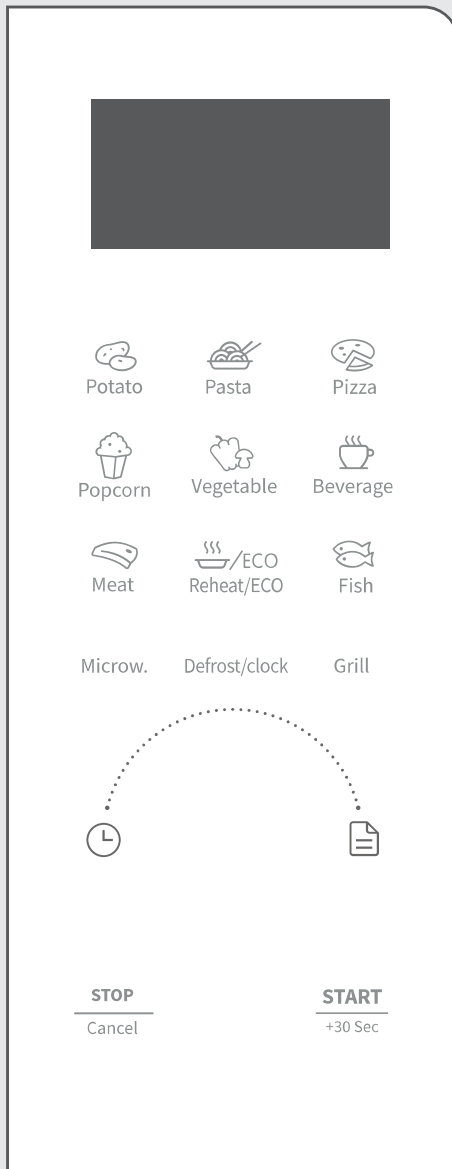 Potato Pasta Pizza
Popcorn Vegetable Beverage
/ECO
Meat Reheat/ECO Fish
Microw. Defrost/clock Grill
STOP START
Cancel +30 Sec